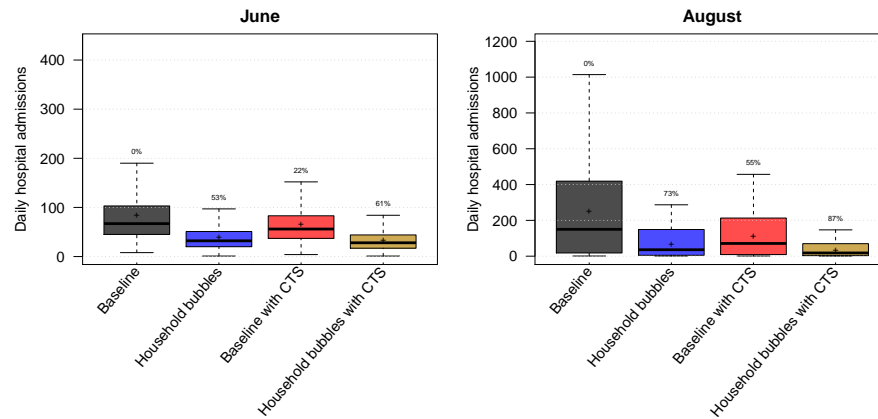 June
Daily hospital admissions
400
300
200
100
0
0%
53%
22%
61%
Baseline
Household bubbles
Baseline with CTS
Household bubbles with CTS
August
Daily hospital admissions
1200
1000
800
600
400
200
0
0%
73%
55%
87%
Baseline
Household bubbles
Baseline with CTS
Household bubbles with CTS